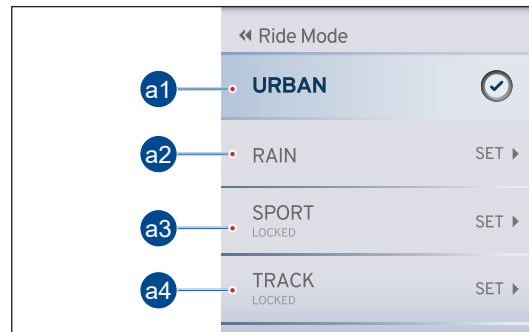 Ride Mode
a1
URBAN
a2
RAIN
SET
a3
SPORT
LOCKED
SET
a4
TRACK
LOCKED
SET